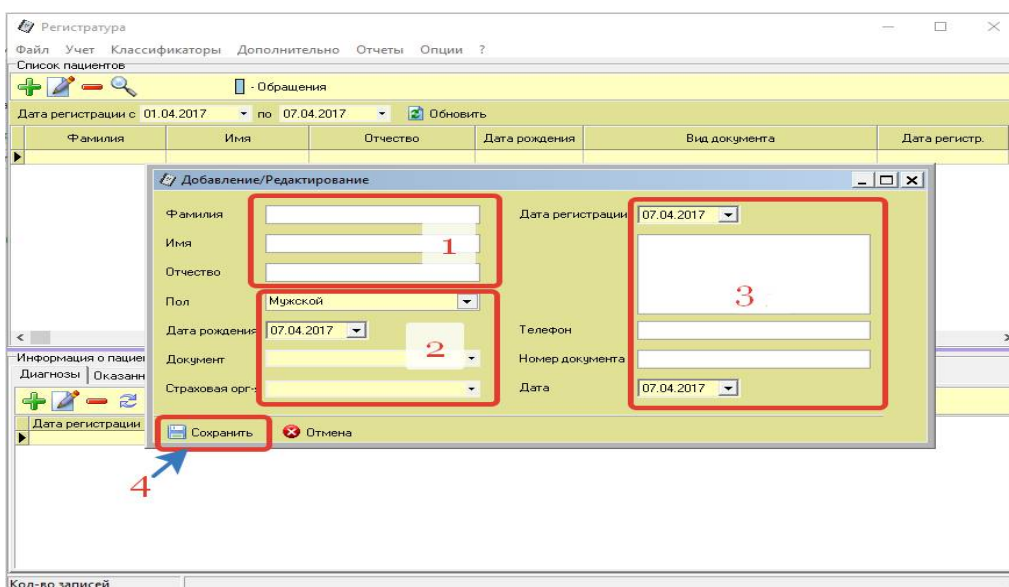 Регистратура
Файл Учет Классификаторы Дополнительно Отчеты Опции ?
Список пациентов
- Обращения
Дата регистрации с 01.04.2017 по 07.04.2017 Обновить
Фамилия Имя Отчество Дата рождения Вид документа Дата регистр.
Добавление/Редактирование
Фамилия Дата регистрации 07.04.2017
Имя 1
Отчество
3
Пол Мужской
Дата рождения 07.04.2017 Телефон
2
Документ Номер документа
Страховая орг- Дата 07.04.2017
Сохранить Отмена
4
Информация о пацие
Диагнозы Оказанн
Дата регистрации
Кол-во записей